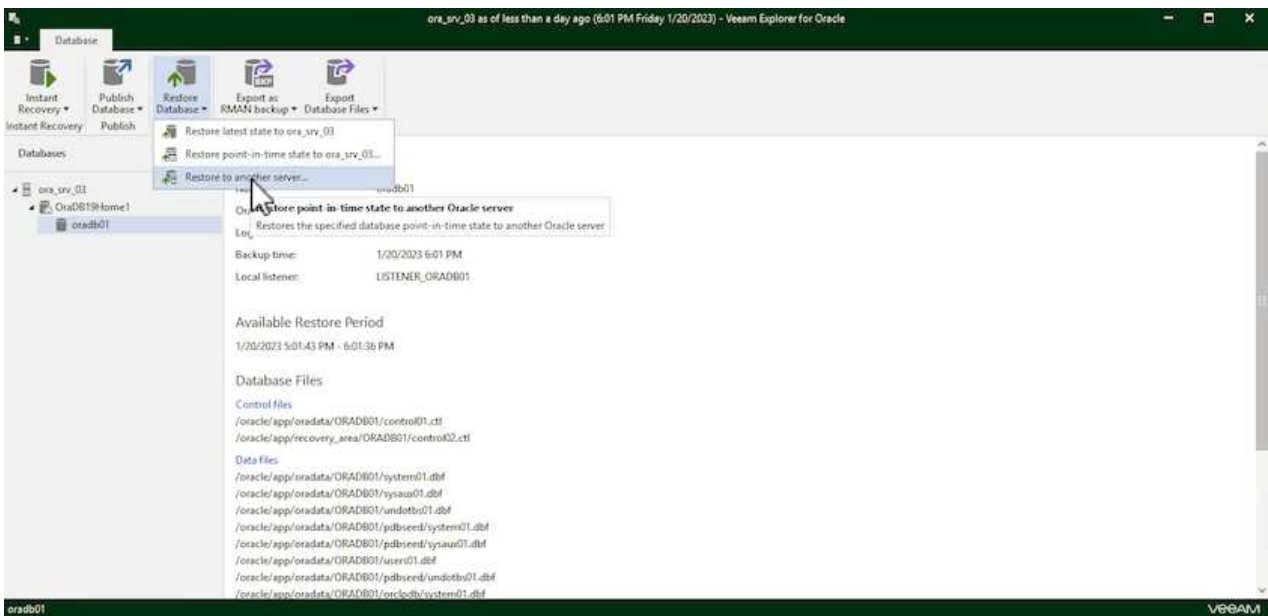 ora_srv_03 as of less than a day ago (6:01 PM Friday 1/20/2023) - Veeam Explorer for Oracle
Database
Instant Recovery
Publish Database
Restore Database
Export as RMAN backup
Export Database Files
Instant Recovery
Publish
Restore latest state to ora_srv_03
Restore point-in-time state to ora_srv_03...
Restore to another server...
Databases
ora_srv_03
OraDB19Home1
oradb01
oradb01
Restore point-in-time state to another Oracle server
Restores the specified database point-in-time state to another Oracle server
Backup time: 1/20/2023 6:01 PM
Local listener: LISTENER_ORADB01
Available Restore Period
1/20/2023 5:01:43 PM - 6:01:36 PM
Database Files
Control files
/oracle/app/oradata/ORADB01/control01.ctl
/oracle/app/recovery_area/ORADB01/control02.ctl
Data files
/oracle/app/oradata/ORADB01/system01.dbf
/oracle/app/oradata/ORADB01/sysaux01.dbf
/oracle/app/oradata/ORADB01/undotbs01.dbf
/oracle/app/oradata/ORADB01/pdbseed/system01.dbf
/oracle/app/oradata/ORADB01/pdbseed/sysaux01.dbf
/oracle/app/oradata/ORADB01/users01.dbf
/oracle/app/oradata/ORADB01/pdbseed/undotbs01.dbf
/oracle/app/oradata/ORADB01/orclpdb/system01.dbf
oradb01
veeam